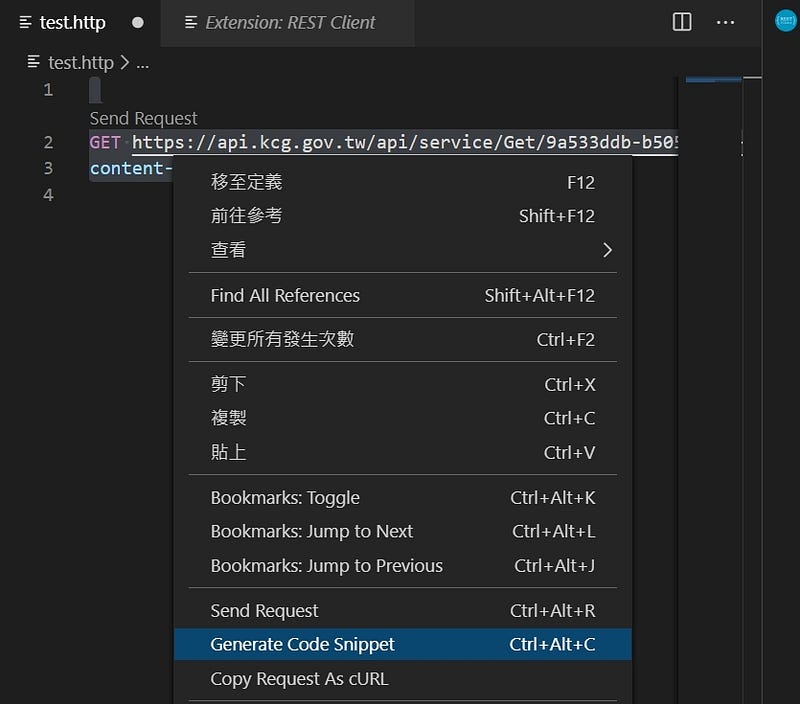 test.http
Extension: REST Client
test.http > ...
1
Send Request
2 GET https://api.kcg.gov.tw/api/service/Get/9a533ddb-b505
3 content-
4
移至定義 F12
前往參考 Shift+F12
查看
Find All References Shift+Alt+F12
變更所有發生次數 Ctrl+F2
剪下 Ctrl+X
複製 Ctrl+C
貼上 Ctrl+V
Bookmarks: Toggle Ctrl+Alt+K
Bookmarks: Jump to Next Ctrl+Alt+L
Bookmarks: Jump to Previous Ctrl+Alt+J
Send Request Ctrl+Alt+R
Generate Code Snippet Ctrl+Alt+C
Copy Request As cURL